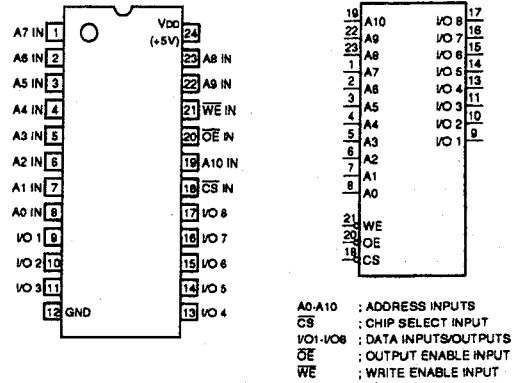 A7 IN 1
A6 IN 2
A5 IN 3
A4 IN 4
A3 IN 5
A2 IN 6
A1 IN 7
A0 IN 8
I/O 1 9
I/O 2 10
I/O 3 11
12 GND
VDD 24
(+5V)
23 A8 IN
22 A9 IN
21 W̅E̅ IN
20 O̅E̅ IN
19 A10 IN
18 C̅S̅ IN
17 I/O 8
16 I/O 7
15 I/O 6
14 I/O 5
13 I/O 4
19 A10
22 A9
23 A8
1 A7
2 A6
3 A5
4 A4
5 A3
6 A2
7 A1
8 A0
21 WE
20 OE
18 CS
I/O 8 17
I/O 7 16
I/O 6 15
I/O 5 14
I/O 4 13
I/O 3 11
I/O 2 10
I/O 1 9
A0-A10 ; ADDRESS INPUTS
C̅S̅ ; CHIP SELECT INPUT
I/O1-I/O8 ; DATA INPUTS/OUTPUTS
O̅E̅ ; OUTPUT ENABLE INPUT
W̅E̅ ; WRITE ENABLE INPUT